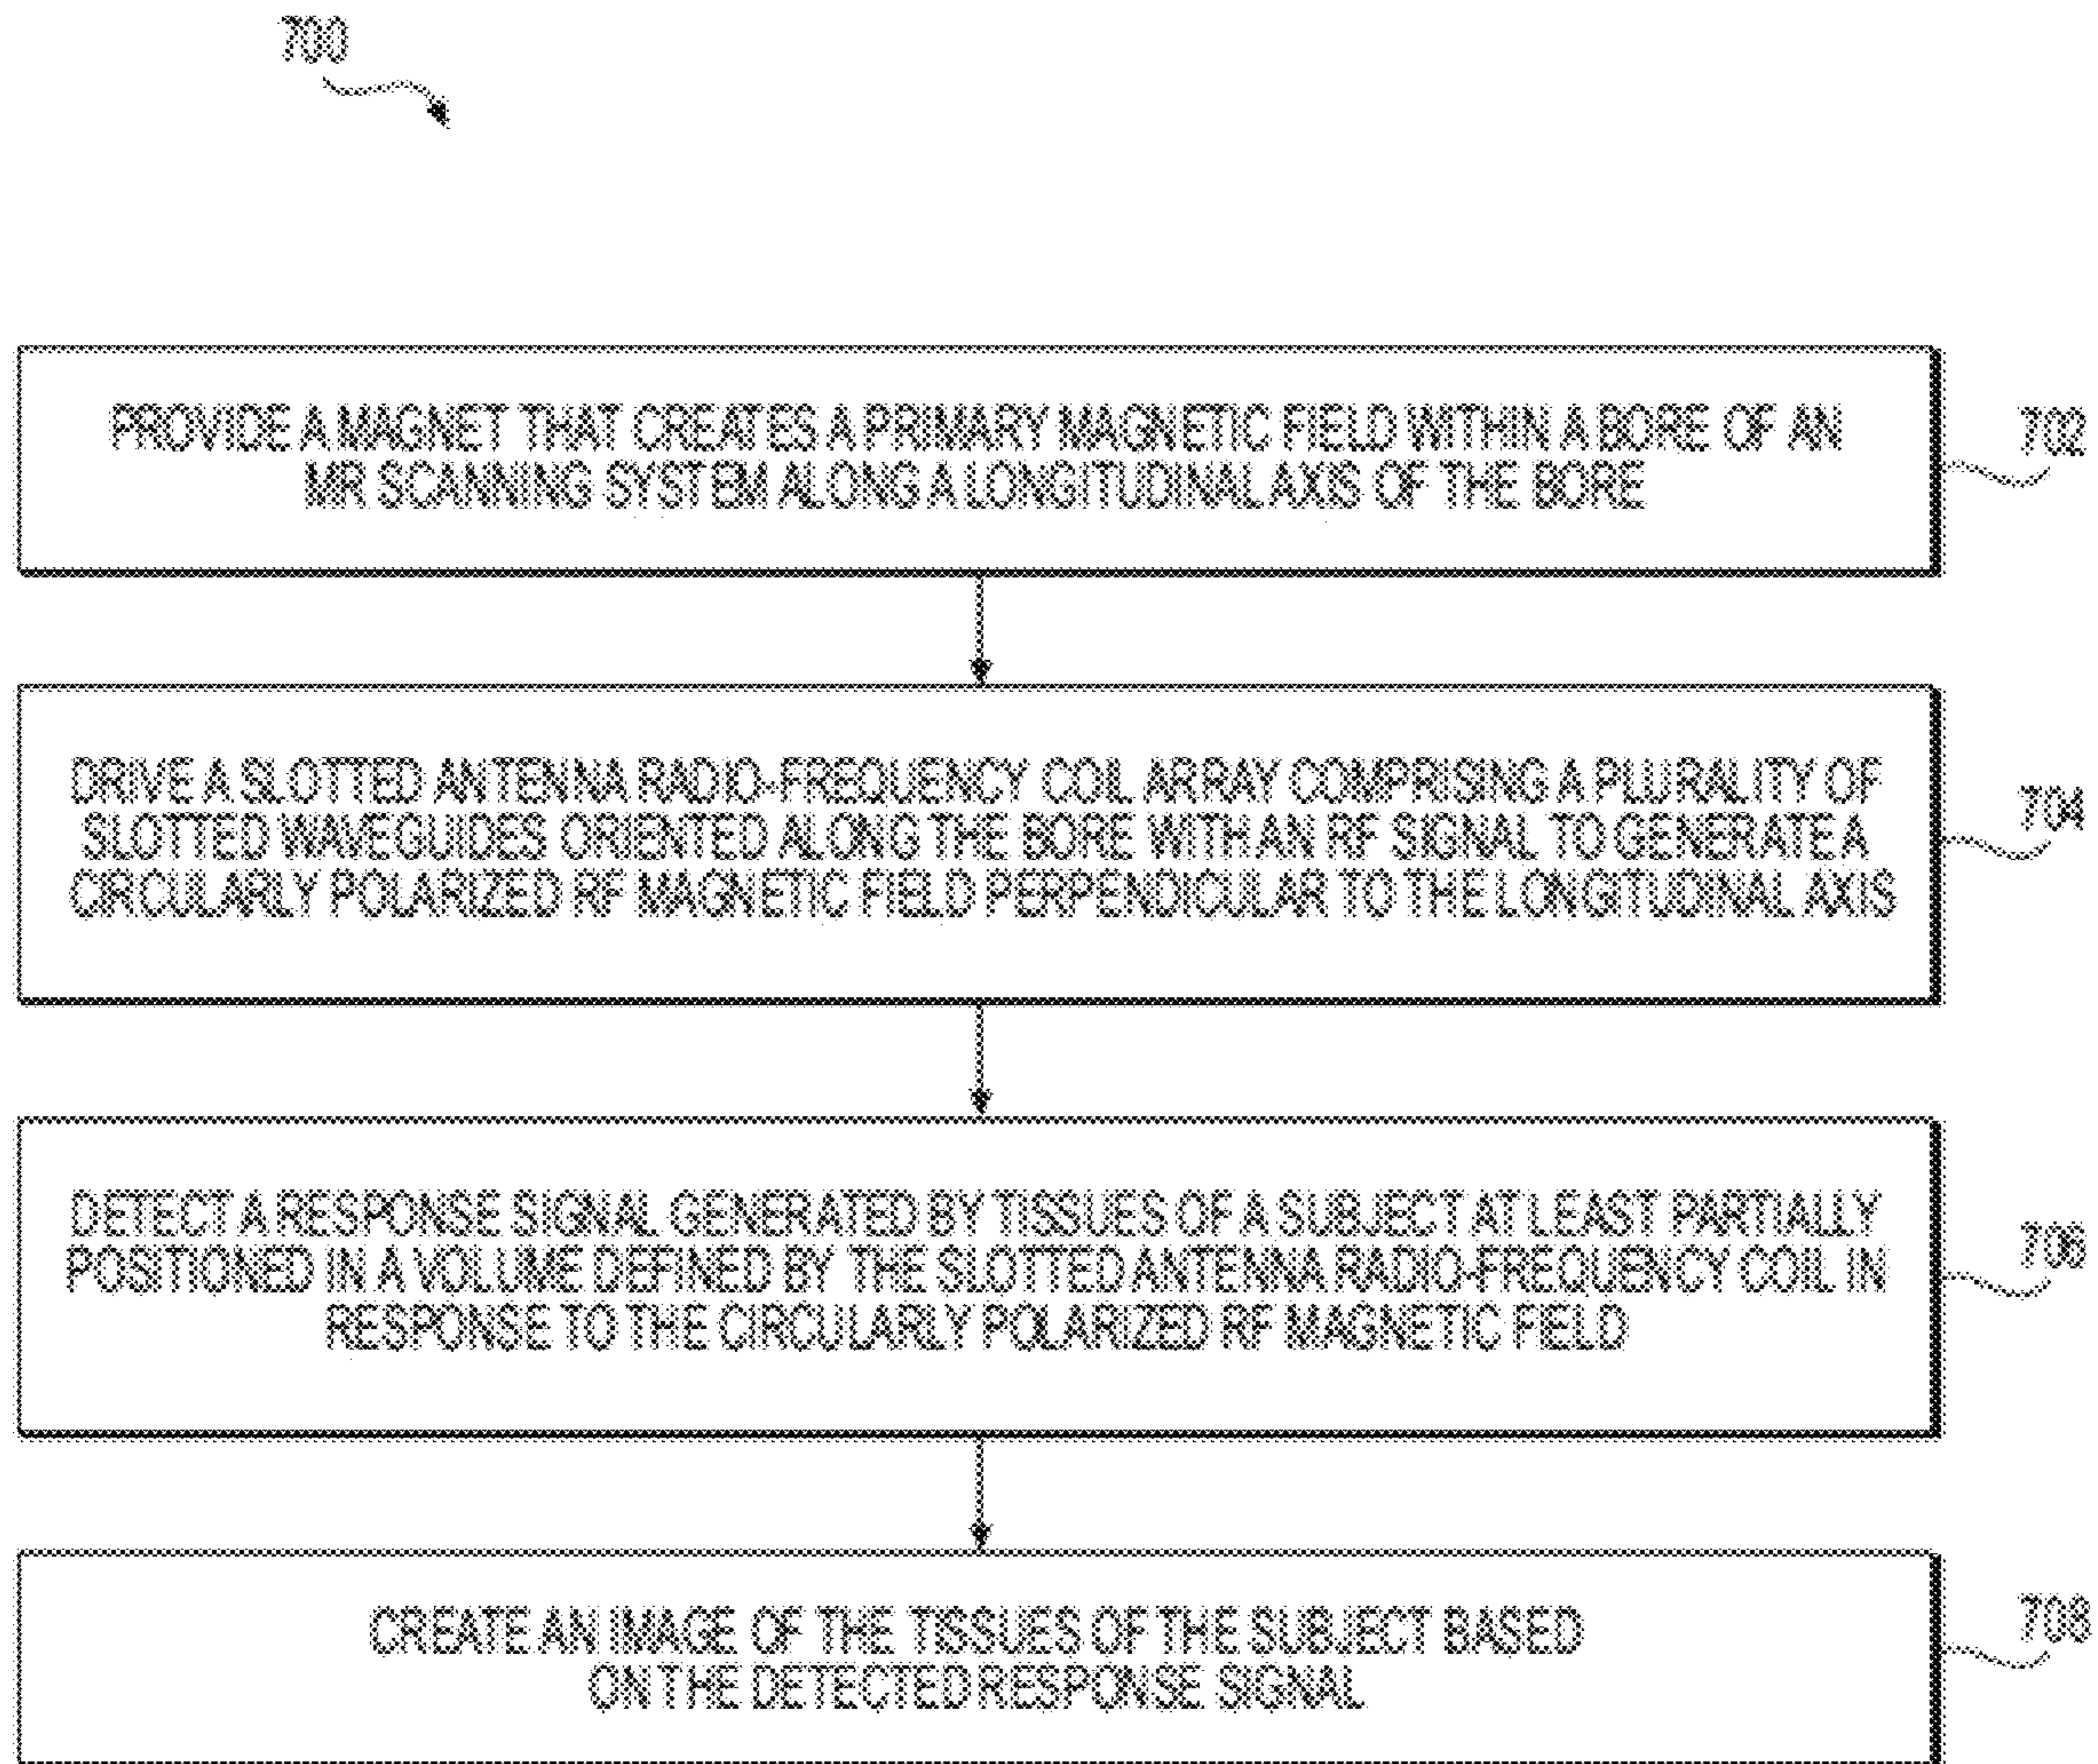 700
PROVIDE A MAGNET THAT CREATES A PRIMARY MAGNETIC FIELD WITHIN A BORE OF AN
MR SCANNING SYSTEM ALONG A LONGITUDINAL AXIS OF THE BORE
702
DRIVE A SLOTTED ANTENNA RADIO-FREQUENCY COIL ARRAY COMPRISING A PLURALITY OF
SLOTTED WAVEGUIDES ORIENTED ALONG THE BORE WITH AN RF SIGNAL TO GENERATE A
CIRCULARLY POLARIZED RF MAGNETIC FIELD PERPENDICULAR TO THE LONGITUDINAL AXIS
704
DETECT A RESPONSE SIGNAL GENERATED BY TISSUES OF A SUBJECT AT LEAST PARTIALLY
POSITIONED IN A VOLUME DEFINED BY THE SLOTTED ANTENNA RADIO-FREQUENCY COIL IN
RESPONSE TO THE CIRCULARLY POLARIZED RF MAGNETIC FIELD
706
CREATE AN IMAGE OF THE TISSUES OF THE SUBJECT BASED
ON THE DETECTED RESPONSE SIGNAL
708